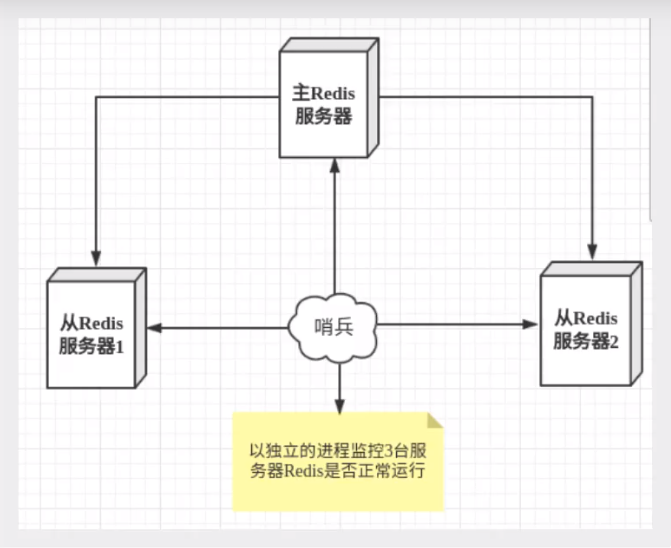 主Redis
服务器
从Redis
服务器1
哨兵
从Redis
服务器2
以独立的进程监控3台服
务器Redis是否正常运行